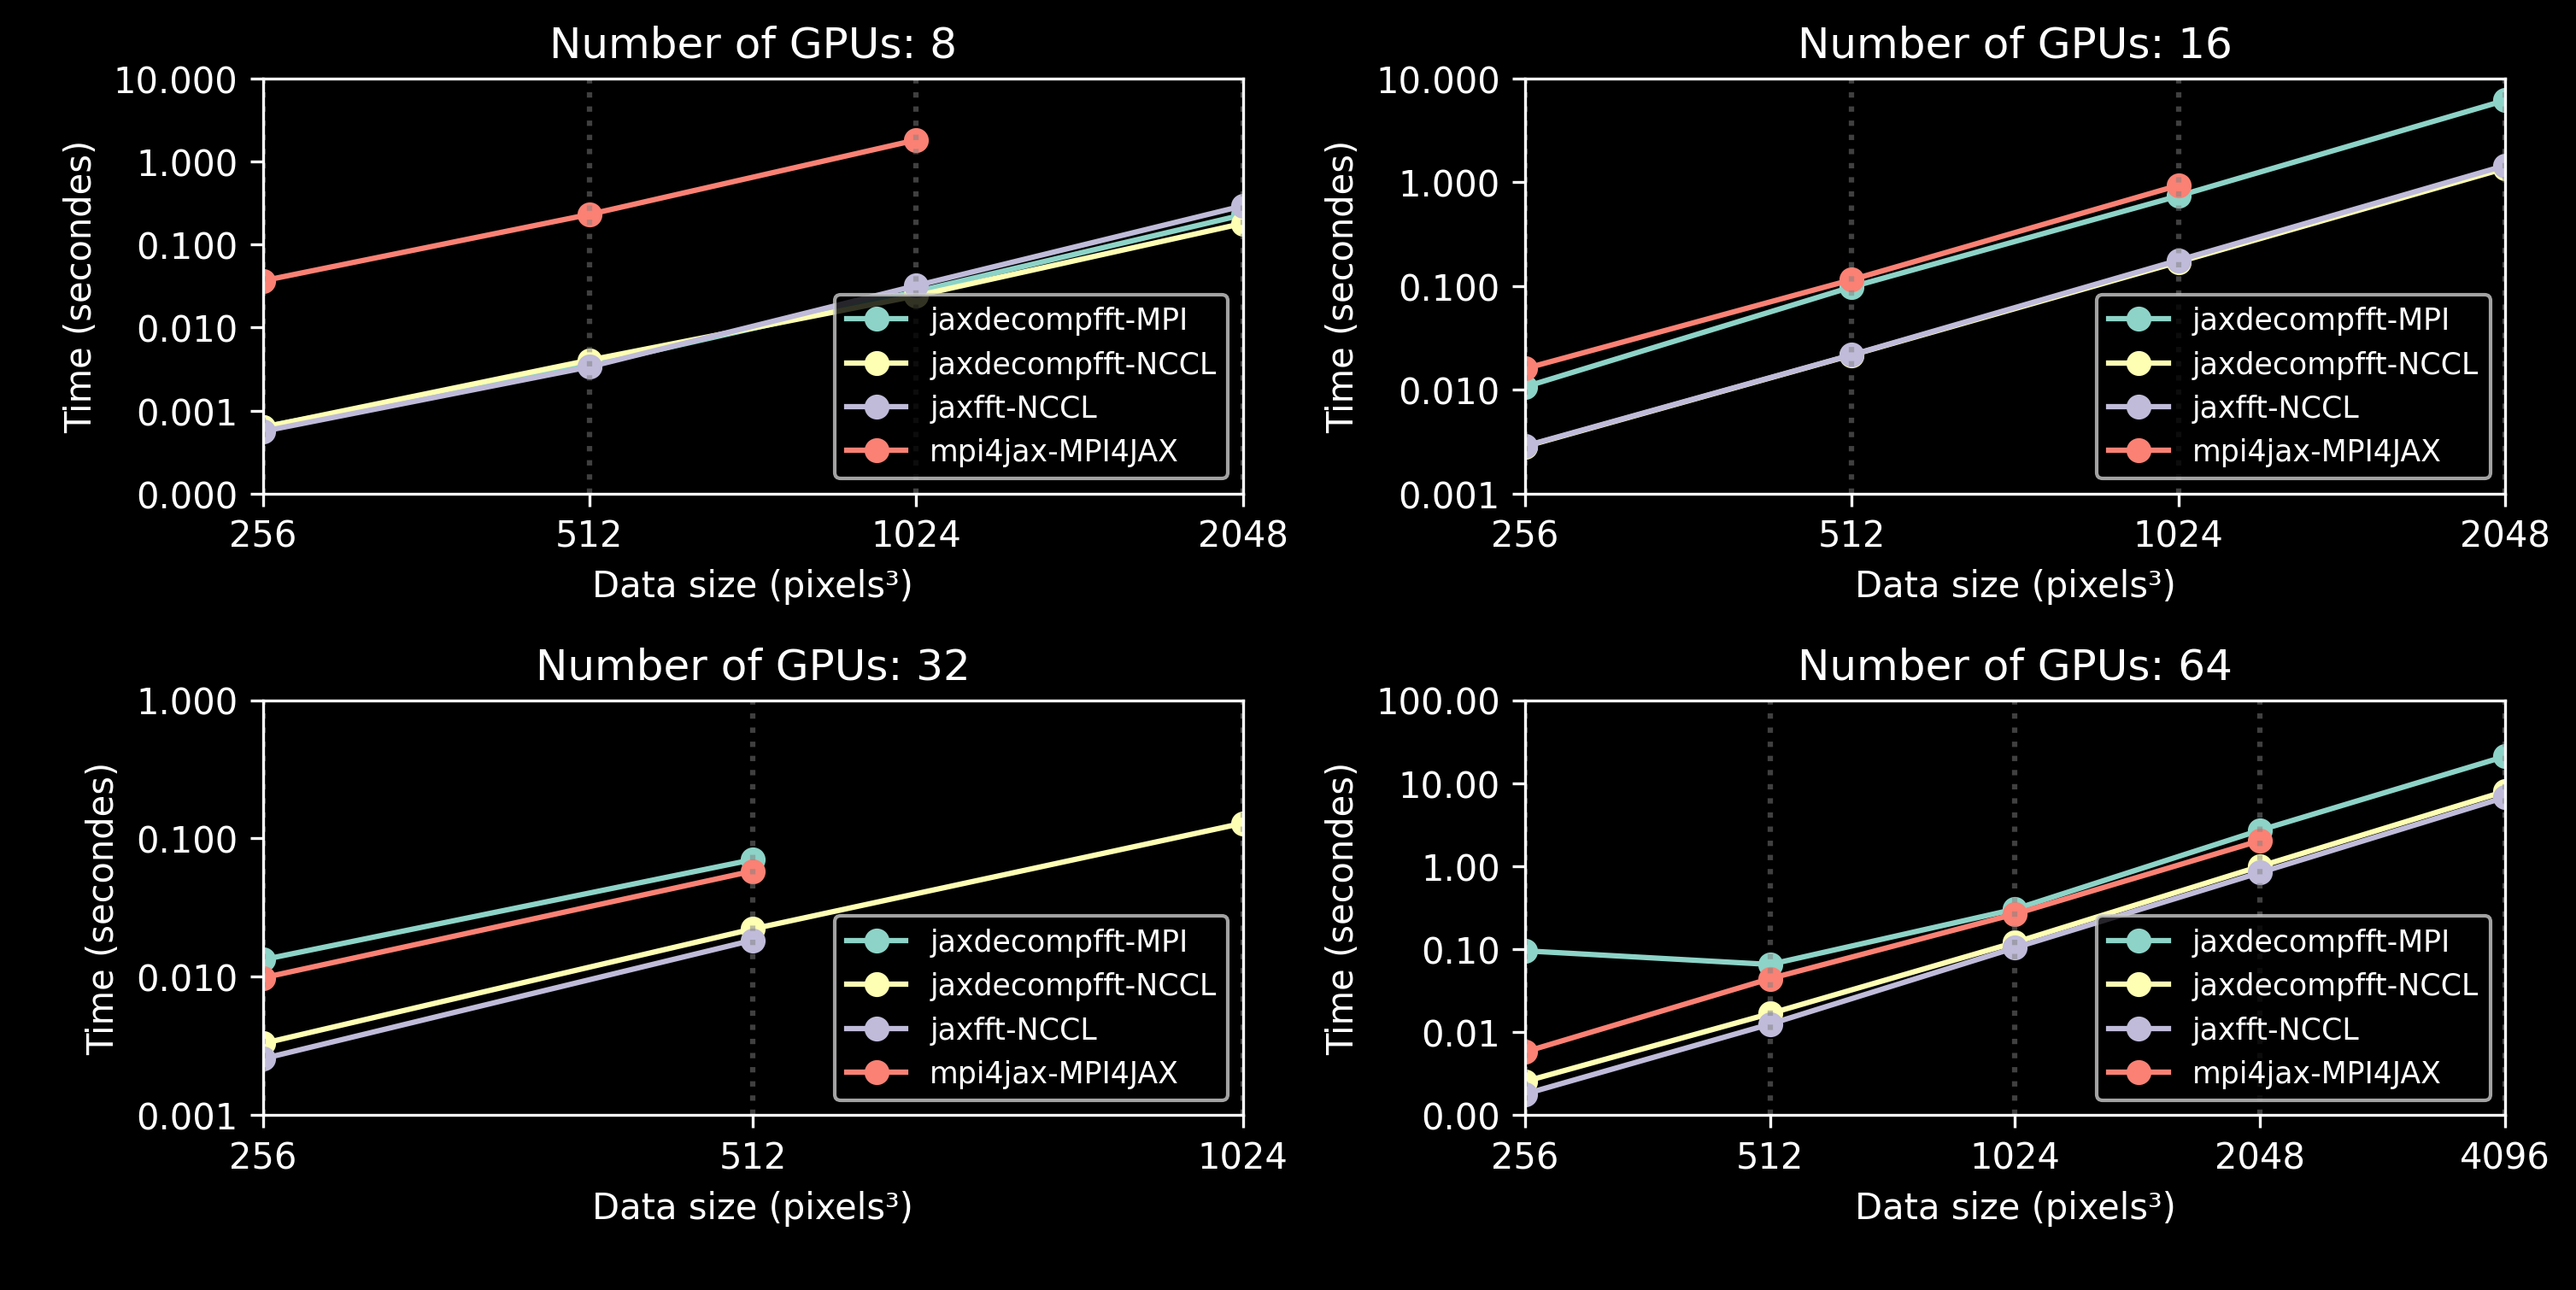 Number of GPUs: 8
10.000
1.000
0.100
0.010
0.001
0.000
Time (secondes)
256 512 1024 2048
Data size (pixels³)
jaxdecompfft-MPI
jaxdecompfft-NCCL
jaxfft-NCCL
mpi4jax-MPI4JAX
Number of GPUs: 16
10.000
1.000
0.100
0.010
0.001
Time (secondes)
256 512 1024 2048
Data size (pixels³)
jaxdecompfft-MPI
jaxdecompfft-NCCL
jaxfft-NCCL
mpi4jax-MPI4JAX
Number of GPUs: 32
1.000
0.100
0.010
0.001
Time (secondes)
256 512 1024
Data size (pixels³)
jaxdecompfft-MPI
jaxdecompfft-NCCL
jaxfft-NCCL
mpi4jax-MPI4JAX
Number of GPUs: 64
100.00
10.00
1.00
0.10
0.01
0.00
Time (secondes)
256 512 1024 2048 4096
Data size (pixels³)
jaxdecompfft-MPI
jaxdecompfft-NCCL
jaxfft-NCCL
mpi4jax-MPI4JAX